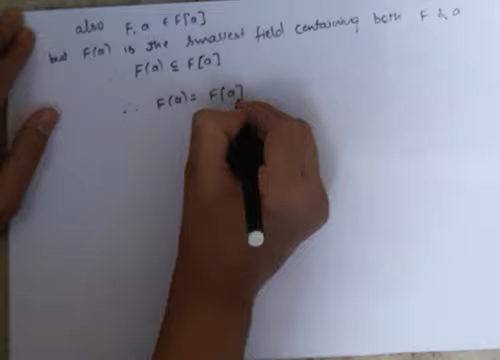 also F, a ∈ F[a]
but F(a) is the smallest field containing both F & a
∴ F(a) ⊆ F[a]
∴ F(a) = F[a]